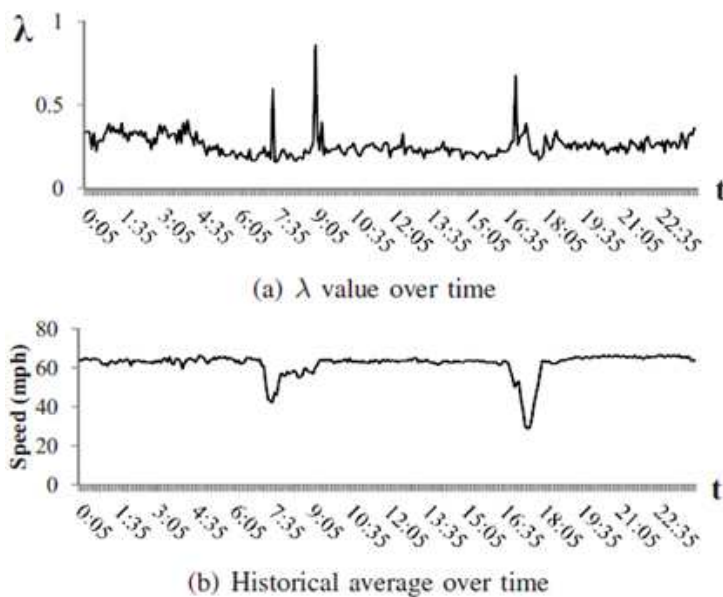 λ
1
0.5
0
t
0:05 1:35 3:05 4:35 6:05 7:35 9:05 10:35 12:05 13:35 15:05 16:35 18:05 19:35 21:05 22:35
(a) λ value over time
Speed (mph)
80
60
40
20
0
t
0:05 1:35 3:05 4:35 6:05 7:35 9:05 10:35 12:05 13:35 15:05 16:35 18:05 19:35 21:05 22:35
(b) Historical average over time